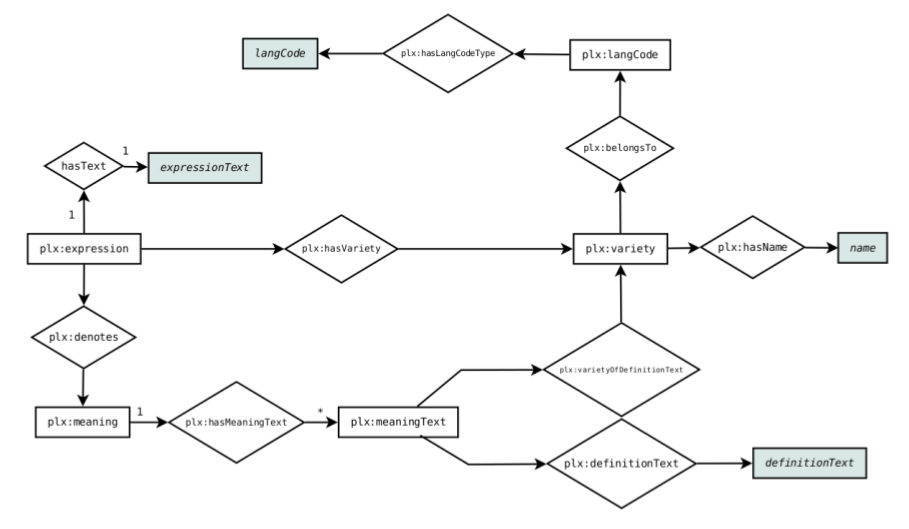 langCode
plx:hasLangCodeType
plx:langCode
plx:belongsTo
hasText
1
expressionText
1
plx:expression
plx:hasVariety
plx:variety
plx:hasName
name
plx:denotes
plx:varietyOfDefinitionText
plx:meaning
1
plx:hasMeaningText
*
plx:meaningText
plx:definitionText
definitionText